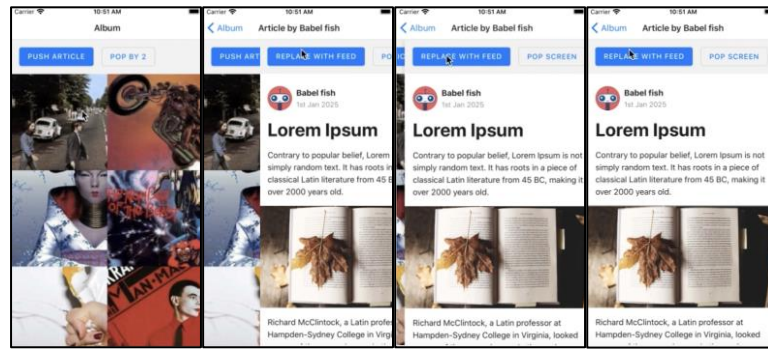 Carrier 10:51 AM
Album
PUSH ARTICLE POP BY 2
MAN-MAC
Carrier 10:51 AM
Album Article by Babel fish
PUSH ART REPLACE WITH FEED PO
Babel fish
1st Jan 2025
Lorem Ipsum
Contrary to popular belief, Lorem
simply random text. It has roots in
classical Latin literature from 45 B
over 2000 years old.
Richard McClintock, a Latin profes
Hampden-Sydney College in Virgi
Carrier 10:51 AM
Album Article by Babel fish
REPLACE WITH FEED POP SCREEN
Babel fish
1st Jan 2025
Lorem Ipsum
Contrary to popular belief, Lorem Ipsum is not
simply random text. It has roots in a piece of
classical Latin literature from 45 BC, making it
over 2000 years old.
Richard McClintock, a Latin professor at
Hampden-Sydney College in Virginia, looked
Carrier 10:51 AM
Album Article by Babel fish
REPLACE WITH FEED POP SCREEN
Babel fish
1st Jan 2025
Lorem Ipsum
Contrary to popular belief, Lorem Ipsum is not
simply random text. It has roots in a piece of
classical Latin literature from 45 BC, making it
over 2000 years old.
Richard McClintock, a Latin professor at
Hampden-Sydney College in Virginia, looked